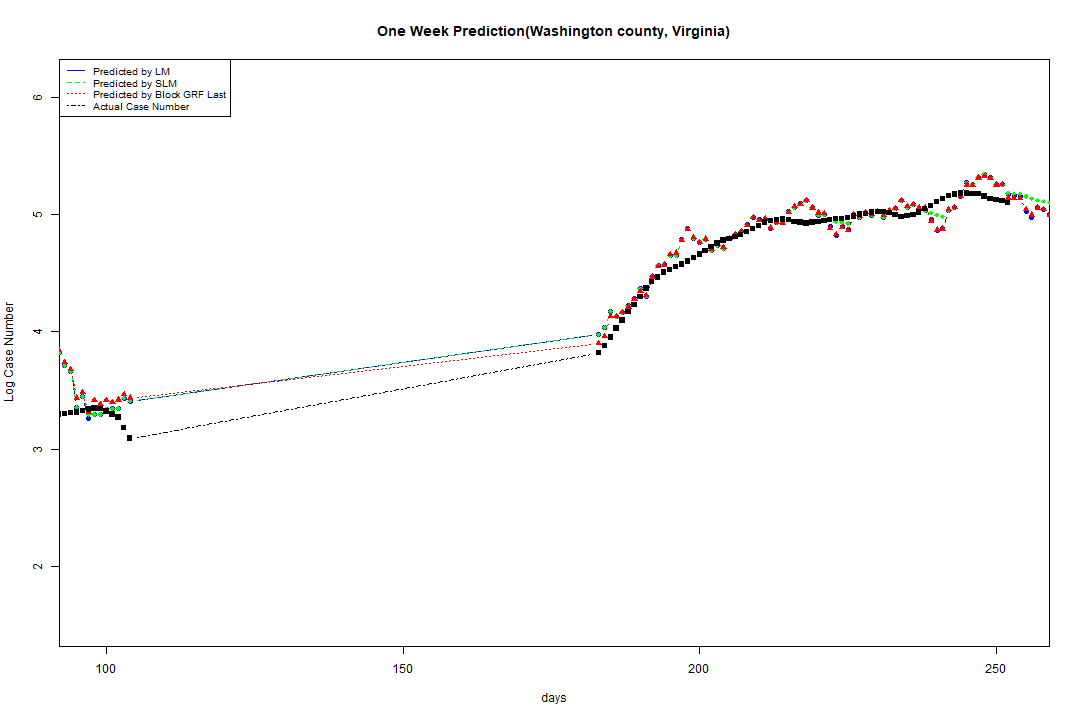 One Week Prediction(Washington county, Virginia)
Predicted by LM
Predicted by SLM
Predicted by Block GRF Last
Actual Case Number
6
5
4
3
2
Log Case Number
100 150 200 250
days